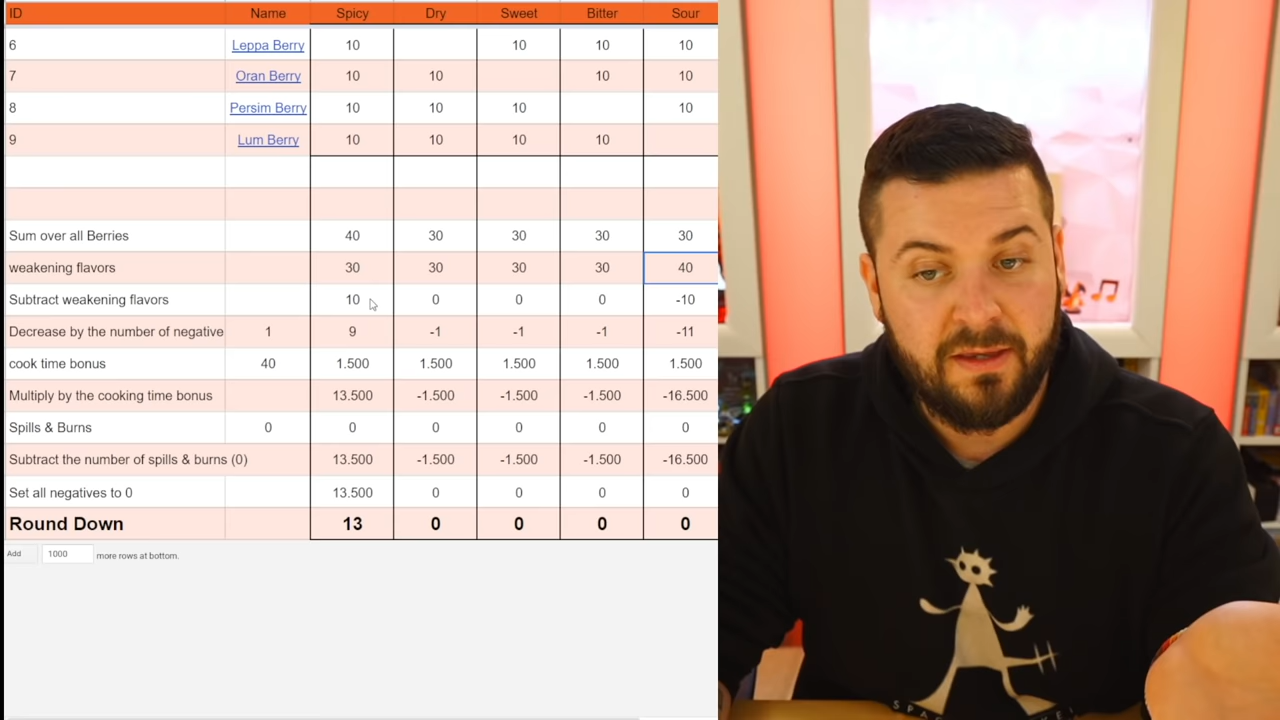 ID Name Spicy Dry Sweet Bitter Sour
6 Leppa Berry 10 10 10 10
7 Oran Berry 10 10 10 10
8 Persim Berry 10 10 10 10
9 Lum Berry 10 10 10 10
Sum over all Berries 40 30 30 30 30
weakening flavors 30 30 30 30 40
Subtract weakening flavors 10 0 0 0 -10
Decrease by the number of negative 1 9 -1 -1 -1 -11
cook time bonus 40 1.500 1.500 1.500 1.500 1.500
Multiply by the cooking time bonus 13.500 -1.500 -1.500 -1.500 -16.500
Spills & Burns 0 0 0 0 0 0
Subtract the number of spills & burns (0) 13.500 -1.500 -1.500 -1.500 -16.500
Set all negatives to 0 13.500 0 0 0 0
Round Down 13 0 0 0 0
Add 1000 more rows at bottom.